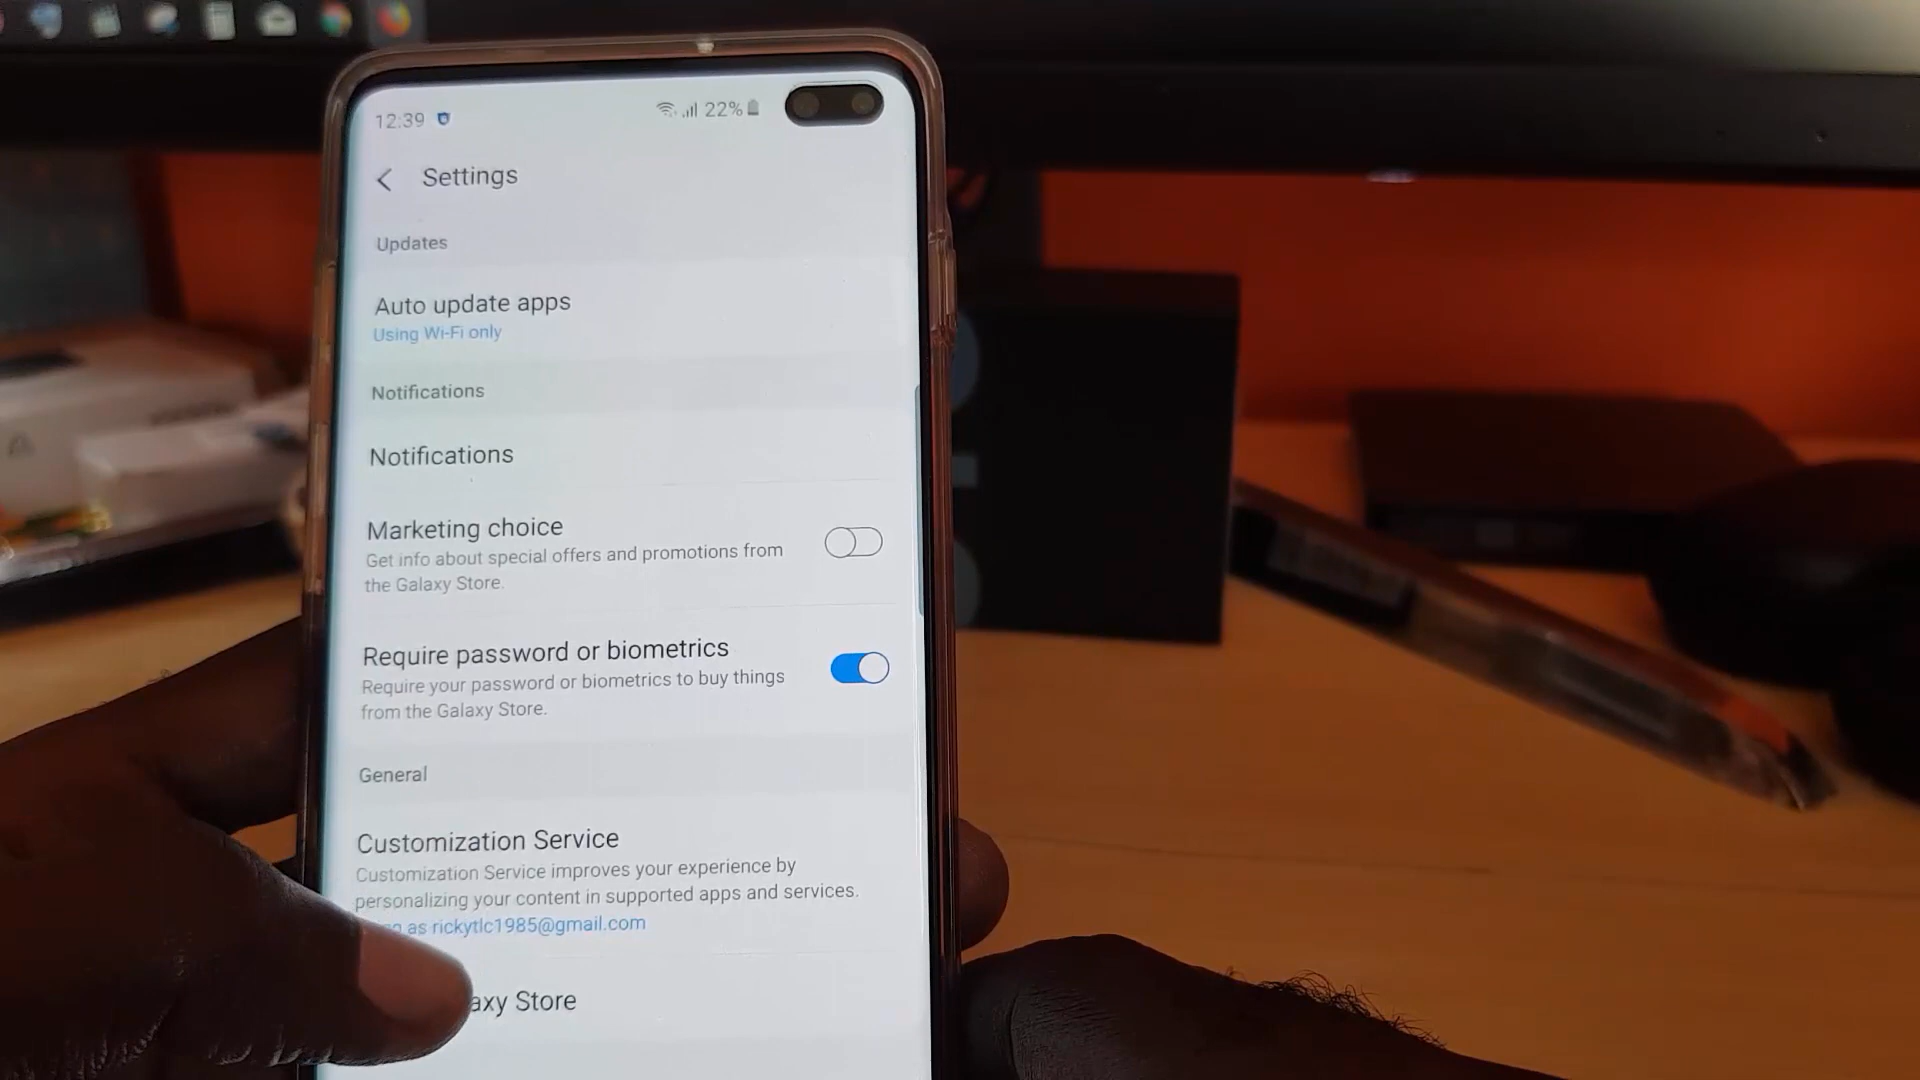 12:39 22%
Settings
Updates
Auto update apps
Using Wi-Fi only
Notifications
Notifications
Marketing choice
Get info about special offers and promotions from
the Galaxy Store.
Require password or biometrics
Require your password or biometrics to buy things
from the Galaxy Store.
General
Customization Service
Customization Service improves your experience by
personalizing your content in supported apps and services.
as rickytlc1985@gmail.com
Store